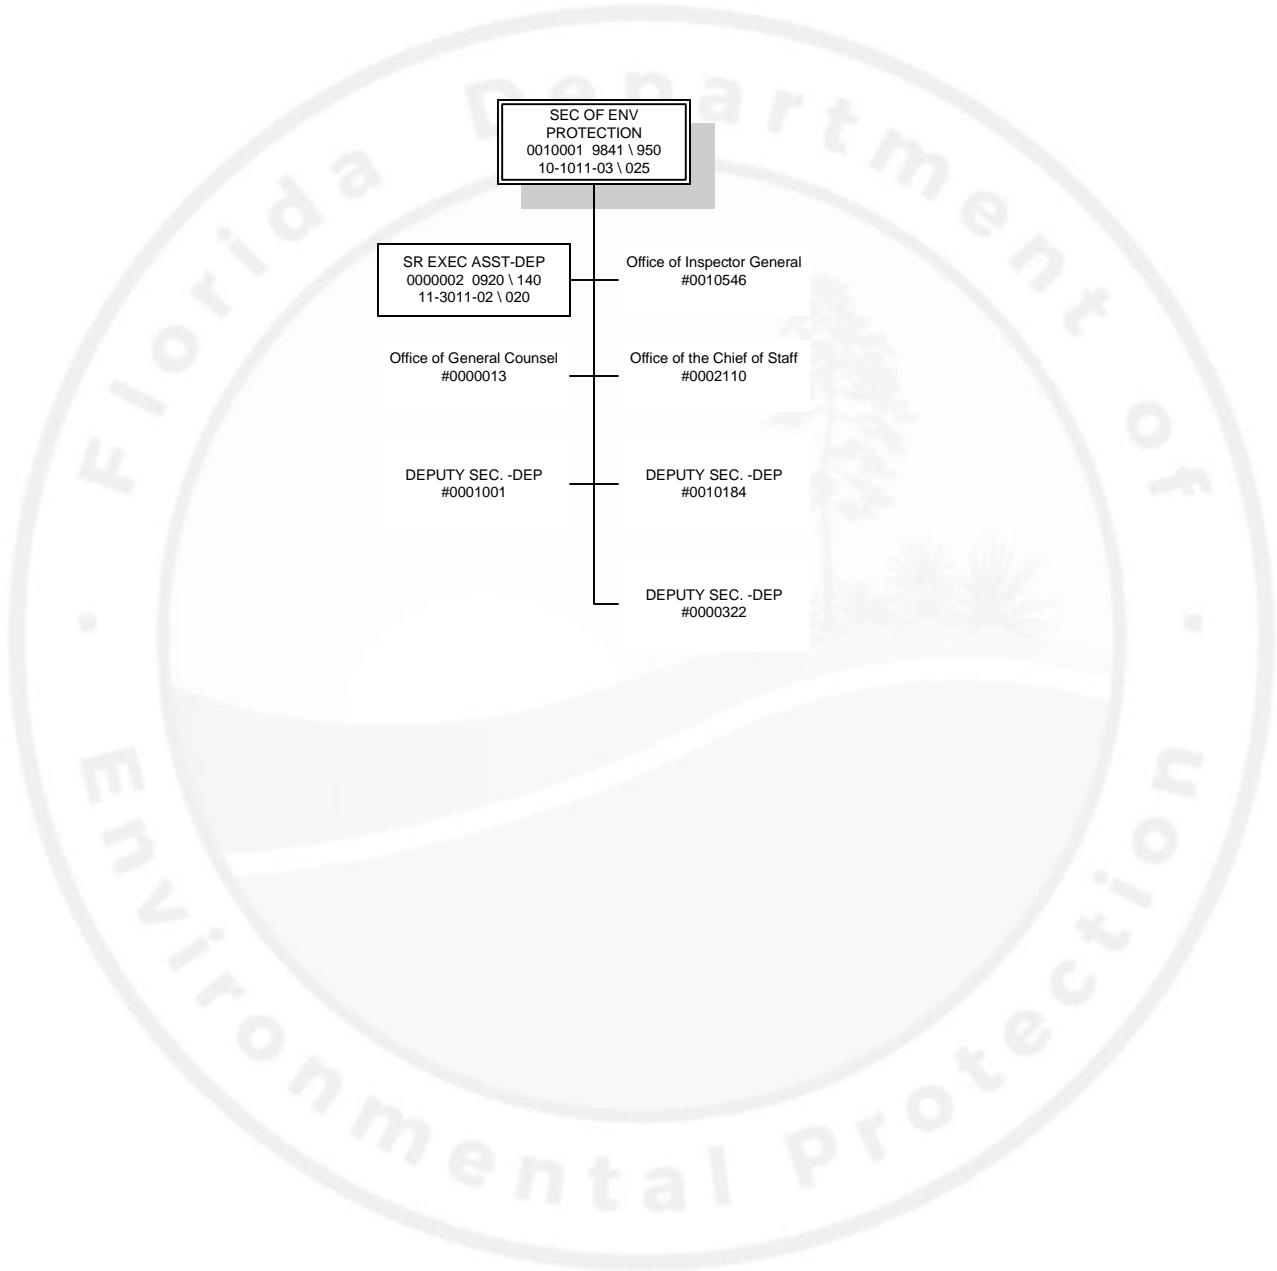 Florida Department of
Environmental Protection
SEC OF ENV
PROTECTION
0010001 9841 \ 950
10-1011-03 \ 025
SR EXEC ASST-DEP
0000002 0920 \ 140
11-3011-02 \ 020
Office of Inspector General
#0010546
Office of General Counsel
#0000013
Office of the Chief of Staff
#0002110
DEPUTY SEC. -DEP
#0001001
DEPUTY SEC. -DEP
#0010184
DEPUTY SEC. -DEP
#0000322